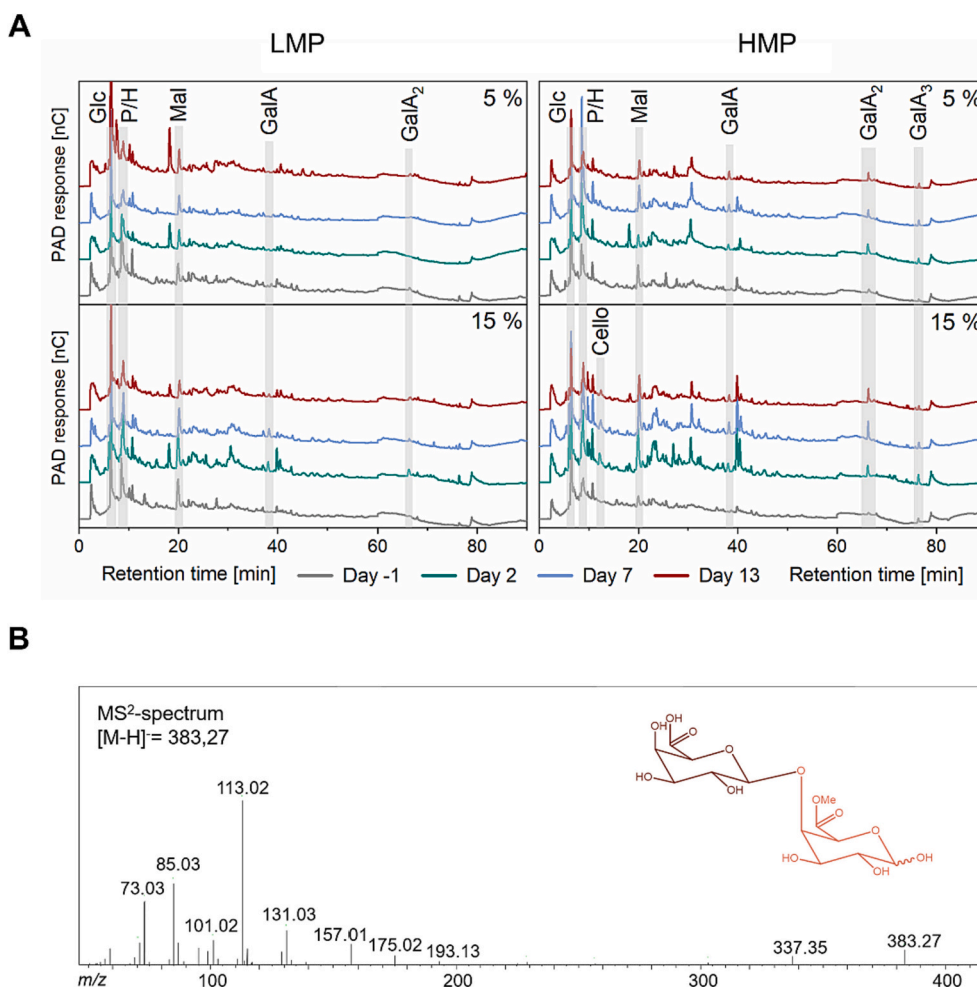 A
LMP
HMP
Glc
P/H
Mal
GalA
GalA2
5 %
Glc
P/H
Mal
GalA
GalA2
GalA3
5 %
PAD response [nC]
15 %
Cello
15 %
PAD response [nC]
0 20 40 60 80
0 20 40 60 80
Retention time [min] Day -1 Day 2 Day 7 Day 13 Retention time [min]
B
MS²-spectrum
[M-H]⁻= 383,27
OH
OH
O
O
HO
OH
O
OMe
O
O
HO
OH
OH
113.02
85.03
73.03
101.02
131.03
157.01
175.02
193.13
337.35
383.27
m/z 100 200 300 400